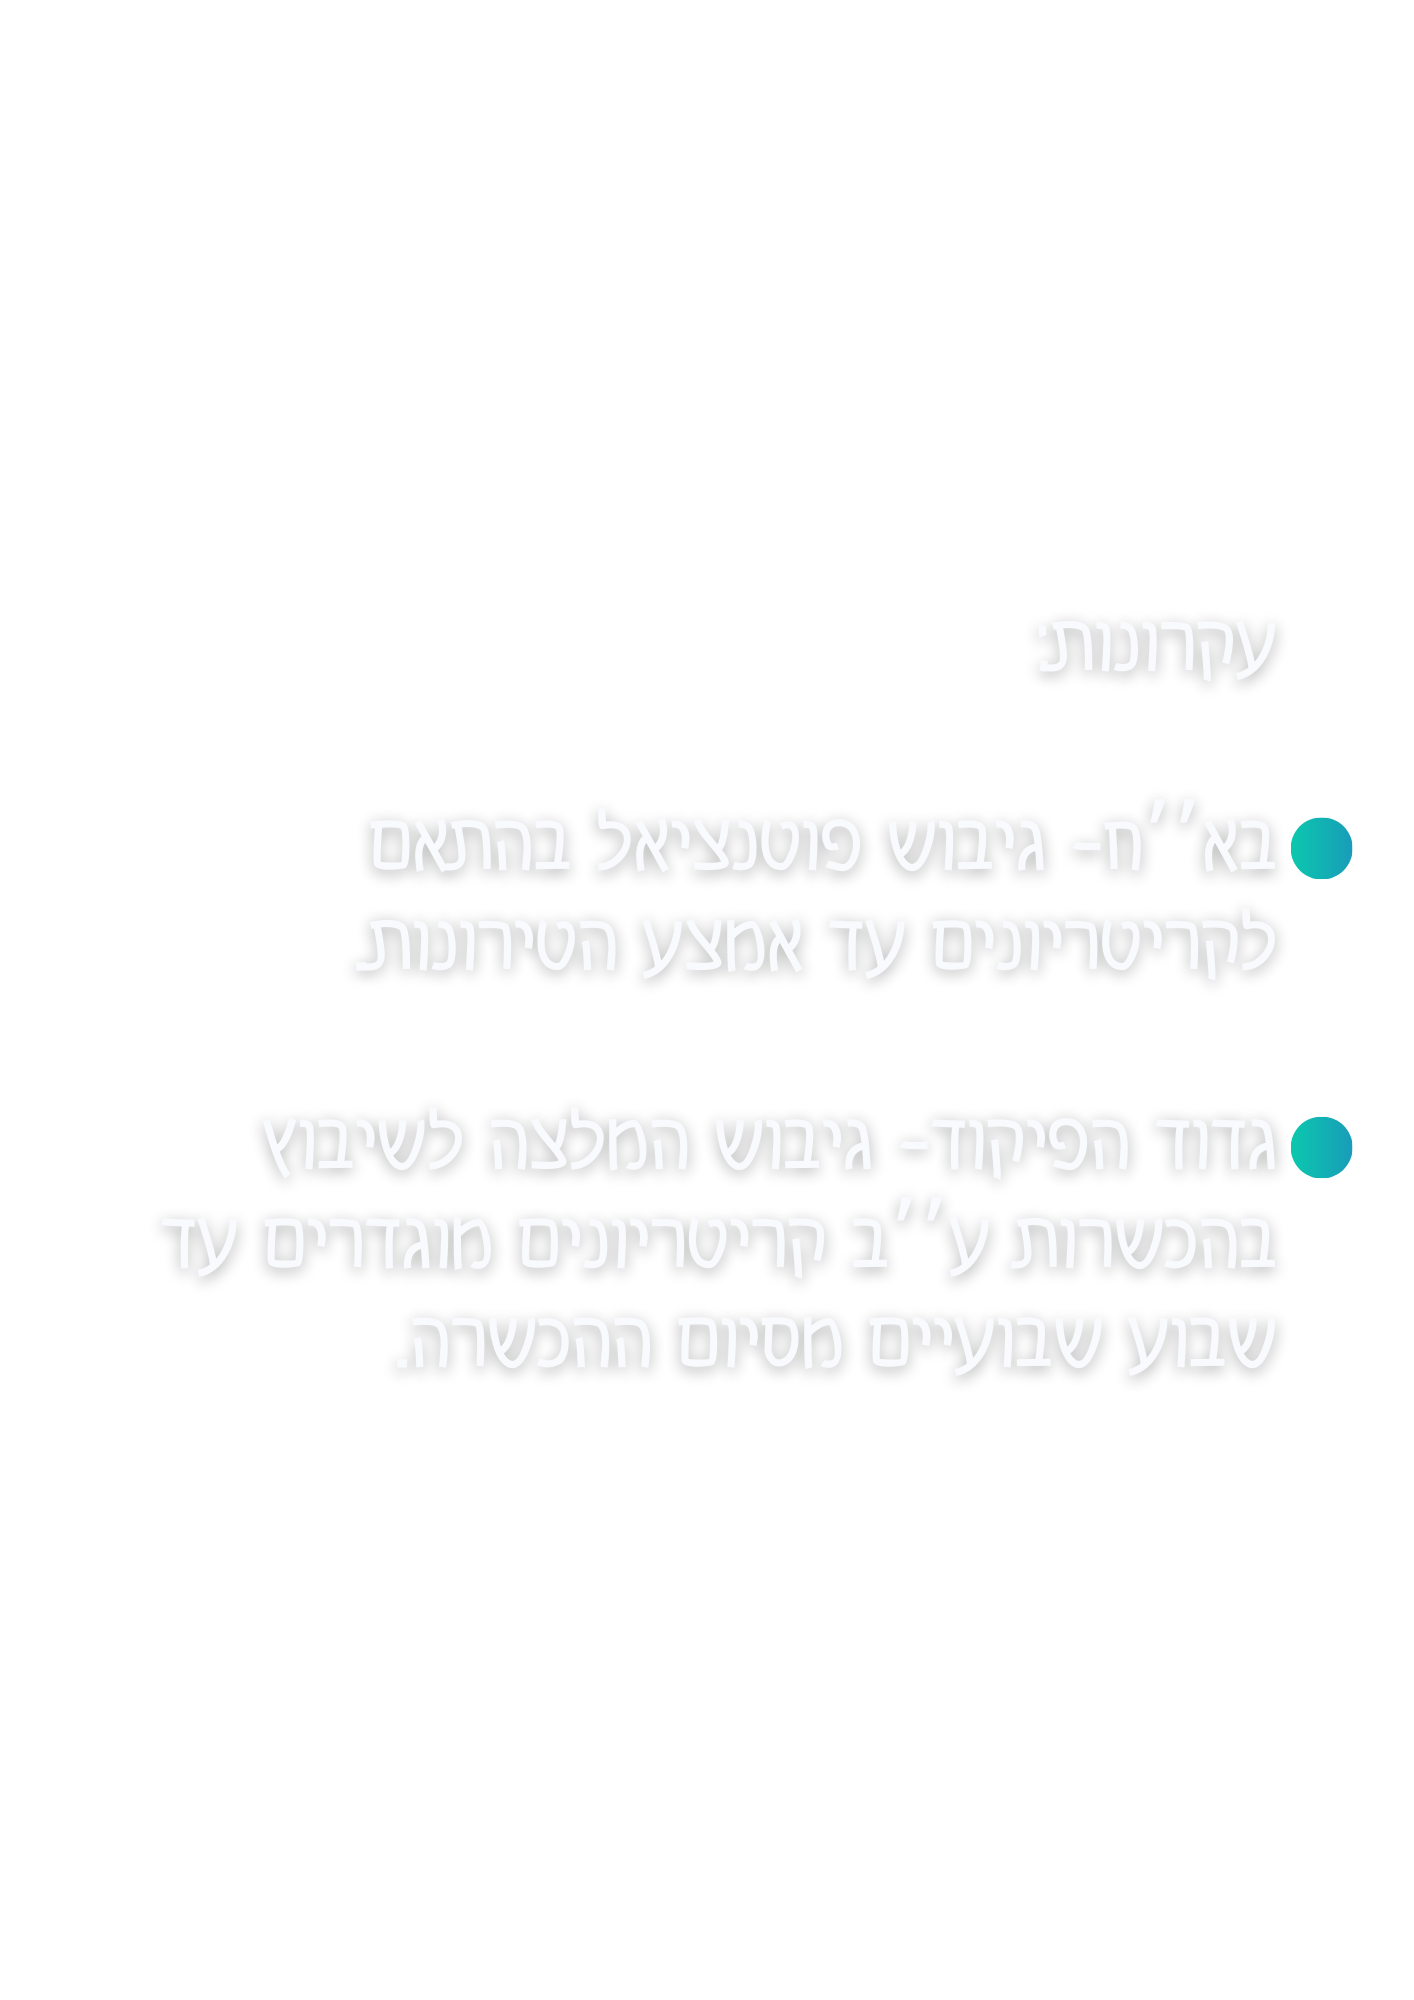 עקרונות:
בא''ח- גיבוש פוטנציאל בהתאם
לקריטריונים עד אמצע הטירונות.
גדוד הפיקוד- גיבוש המלצה לשיבוץ
בהכשרות ע''ב קריטריונים מוגדרים עד
שבוע שבועיים מסיום ההכשרה.